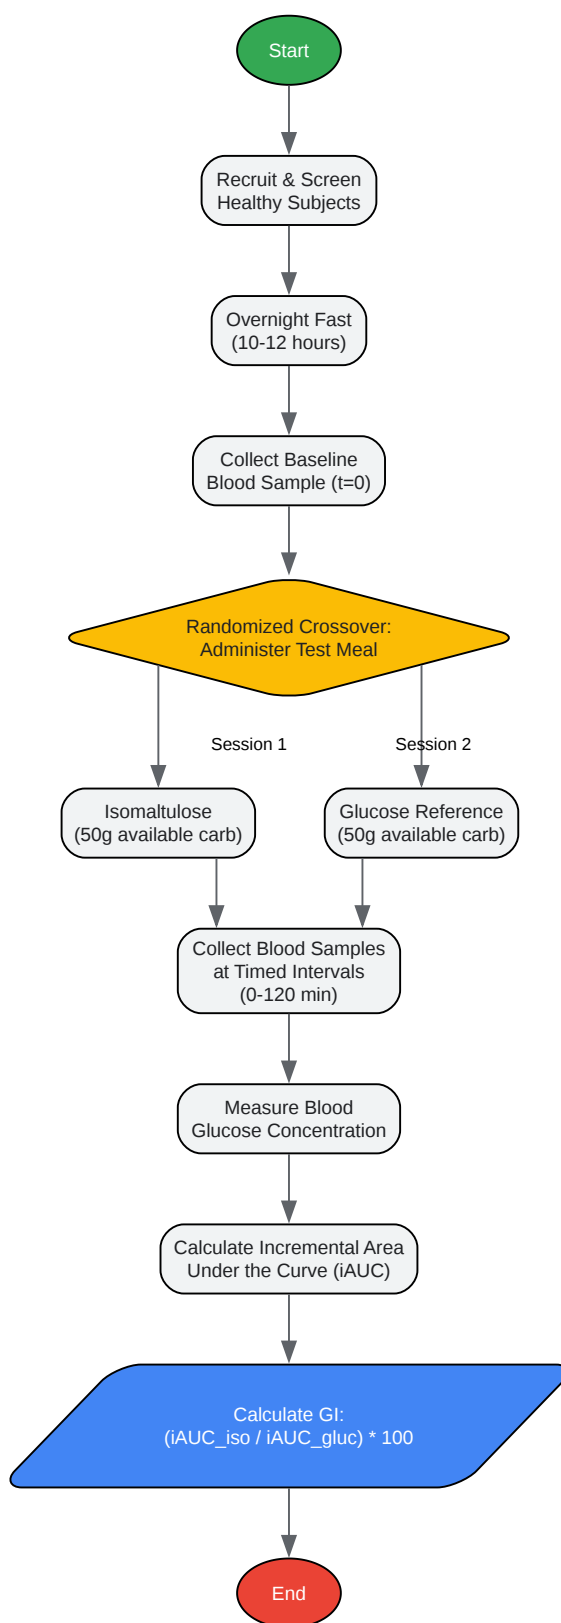 Start
Recruit & Screen
Healthy Subjects
Overnight Fast
(10-12 hours)
Collect Baseline
Blood Sample (t=0)
Randomized Crossover:
Administer Test Meal
Session 1
Session 2
Isomaltulose
(50g available carb)
Glucose Reference
(50g available carb)
Collect Blood Samples
at Timed Intervals
(0-120 min)
Measure Blood
Glucose Concentration
Calculate Incremental Area
Under the Curve (iAUC)
Calculate GI:
(iAUC_iso / iAUC_gluc) * 100
End